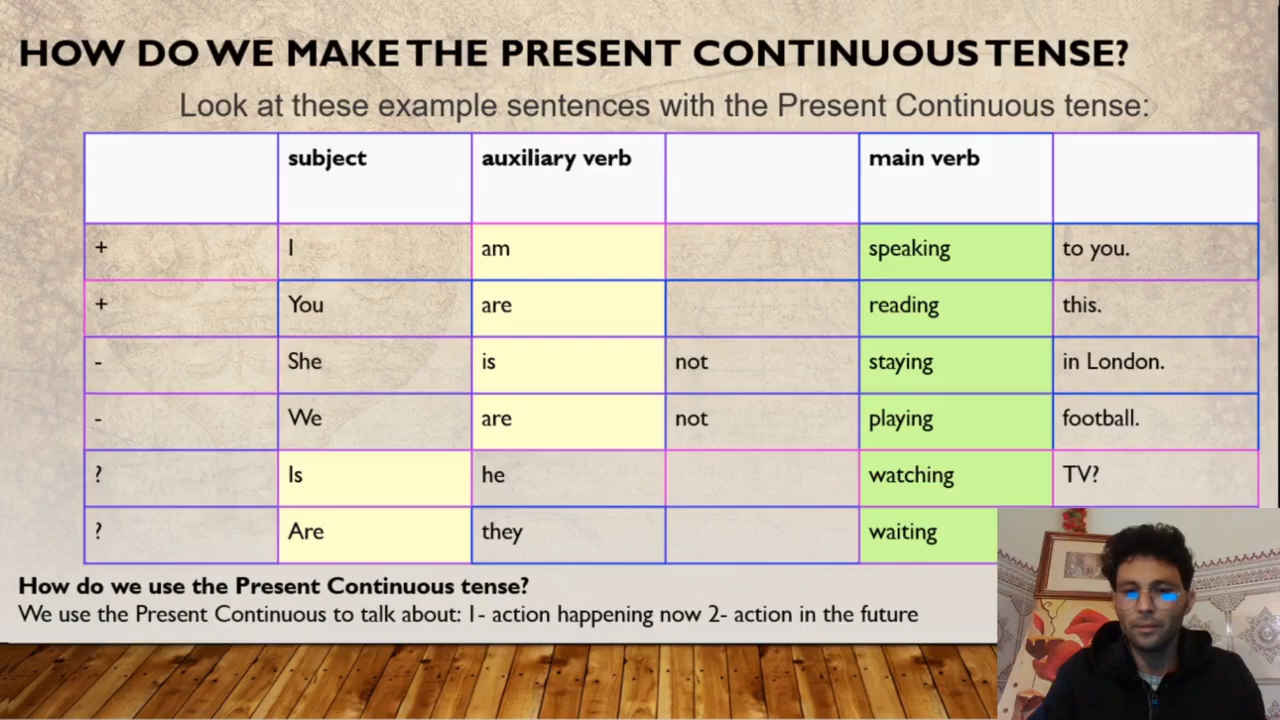 HOW DO WE MAKE THE PRESENT CONTINUOUS TENSE?
Look at these example sentences with the Present Continuous tense:
subject auxiliary verb main verb
+ I am speaking to you.
+ You are reading this.
- She is not staying in London.
- We are not playing football.
? Is he watching TV?
? Are they waiting
How do we use the Present Continuous tense?
We use the Present Continuous to talk about: 1- action happening now 2- action in the future